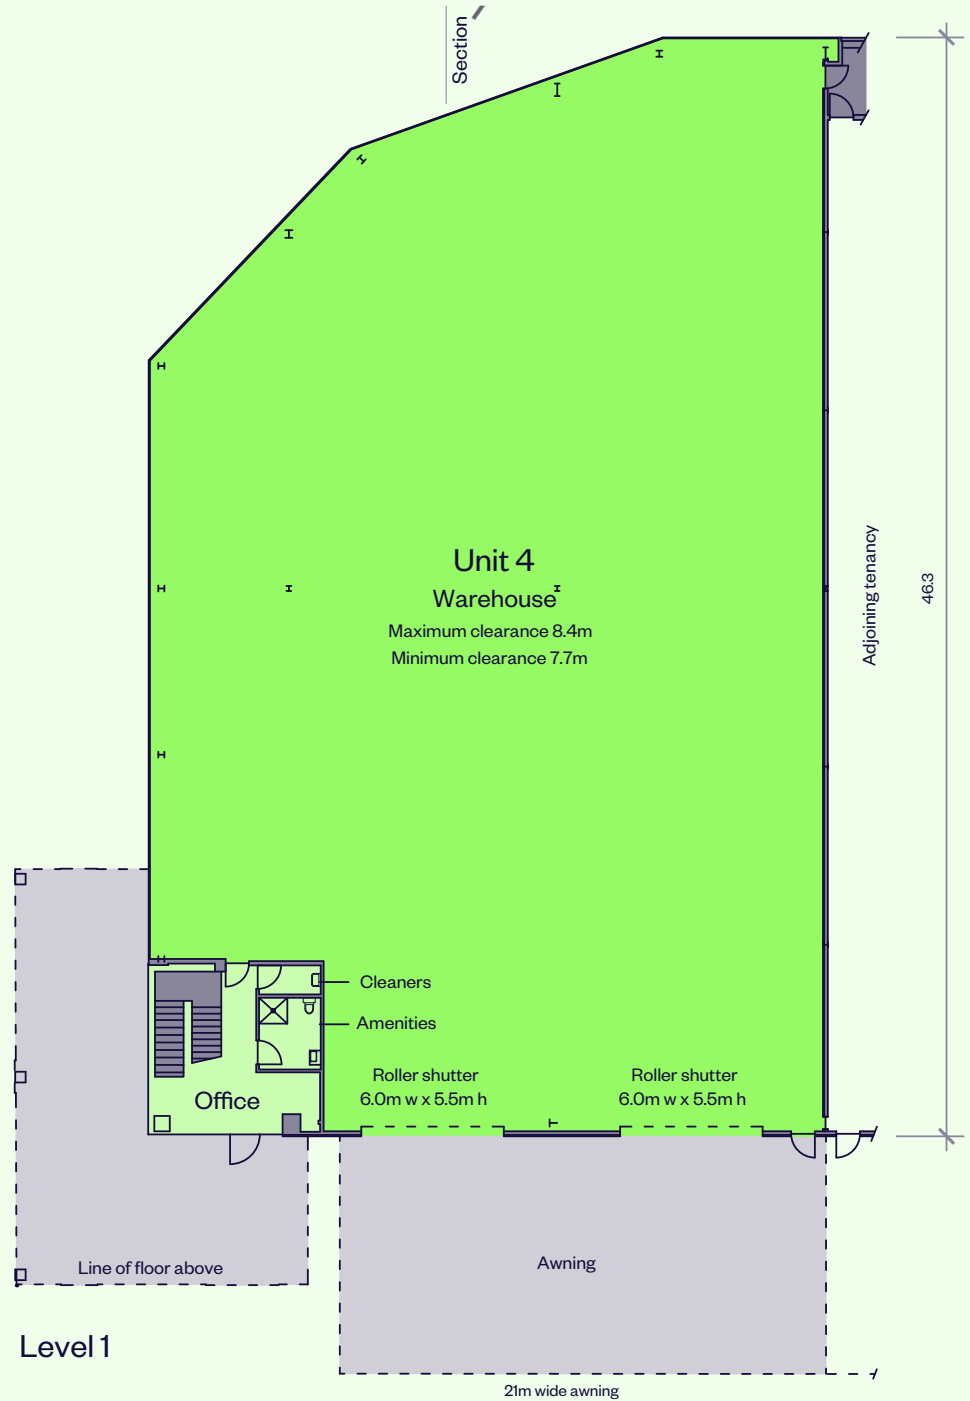 Section
Unit 4
Warehouse
Maximum clearance 8.4m
Minimum clearance 7.7m
Adjoining tenancy
46.3
Cleaners
Amenities
Office
Roller shutter
6.0m w x 5.5m h
Roller shutter
6.0m w x 5.5m h
Line of floor above
Awning
Level 1
21m wide awning